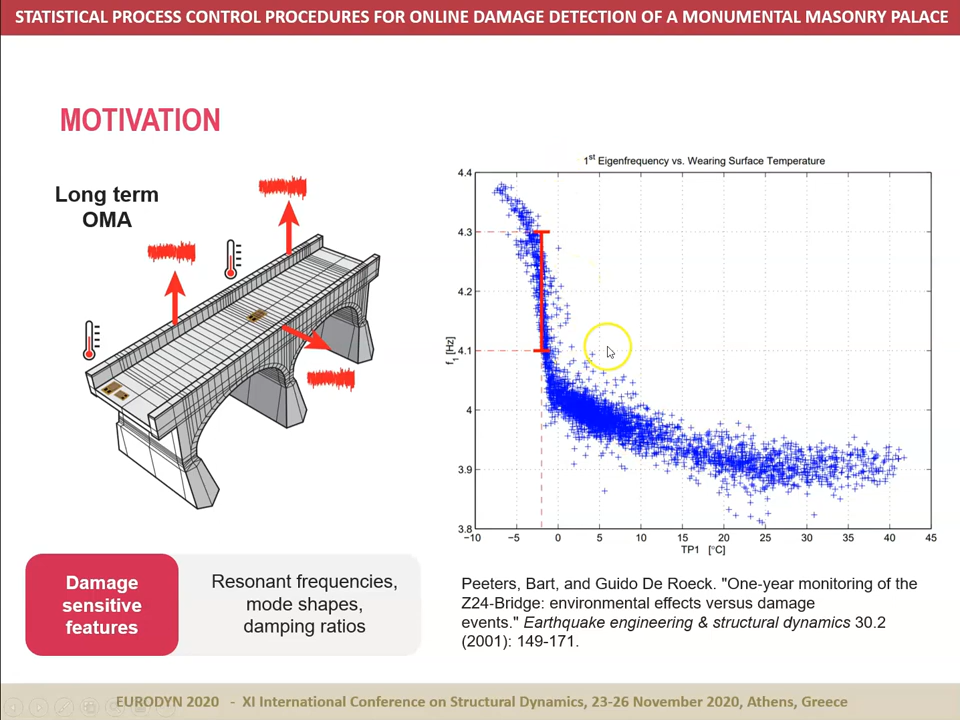 STATISTICAL PROCESS CONTROL PROCEDURES FOR ONLINE DAMAGE DETECTION OF A MONUMENTAL MASONRY PALACE
MOTIVATION
Long term
OMA
1st Eigenfrequency vs. Wearing Surface Temperature
4.4
4.3
4.2
4.1
4
3.9
3.8
f1 [Hz]
−10
−5
0
5
10
15
20
25
30
35
40
45
TP1 [°C]
Damage
sensitive
features
Resonant frequencies,
mode shapes,
damping ratios
Peeters, Bart, and Guido De Roeck. "One-year monitoring of the
Z24-Bridge: environmental effects versus damage
events." Earthquake engineering & structural dynamics 30.2
(2001): 149-171.
EURODYN 2020 - XI International Conference on Structural Dynamics, 23-26 November 2020, Athens, Greece